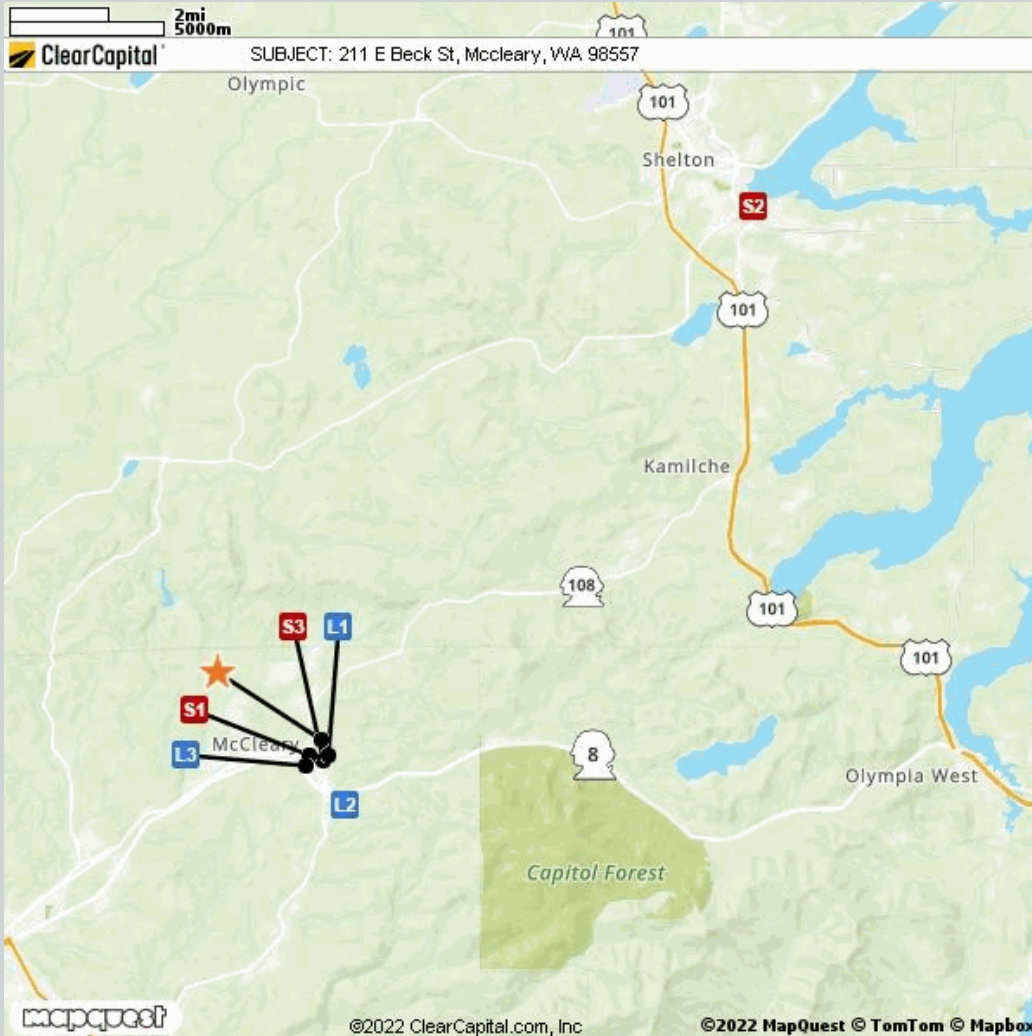 2mi
5000m
101
ClearCapital
SUBJECT: 211 E Beck St, Mccleary, WA 98557
Olympic
101
Shelton
S2
101
Kamilche
108
101
S3
L1
101
S1
McCleary
L3
8
Olympia West
L2
Capitol Forest
mapquest
©2022 ClearCapital.com, Inc
©2022 MapQuest © TomTom © Mapbox